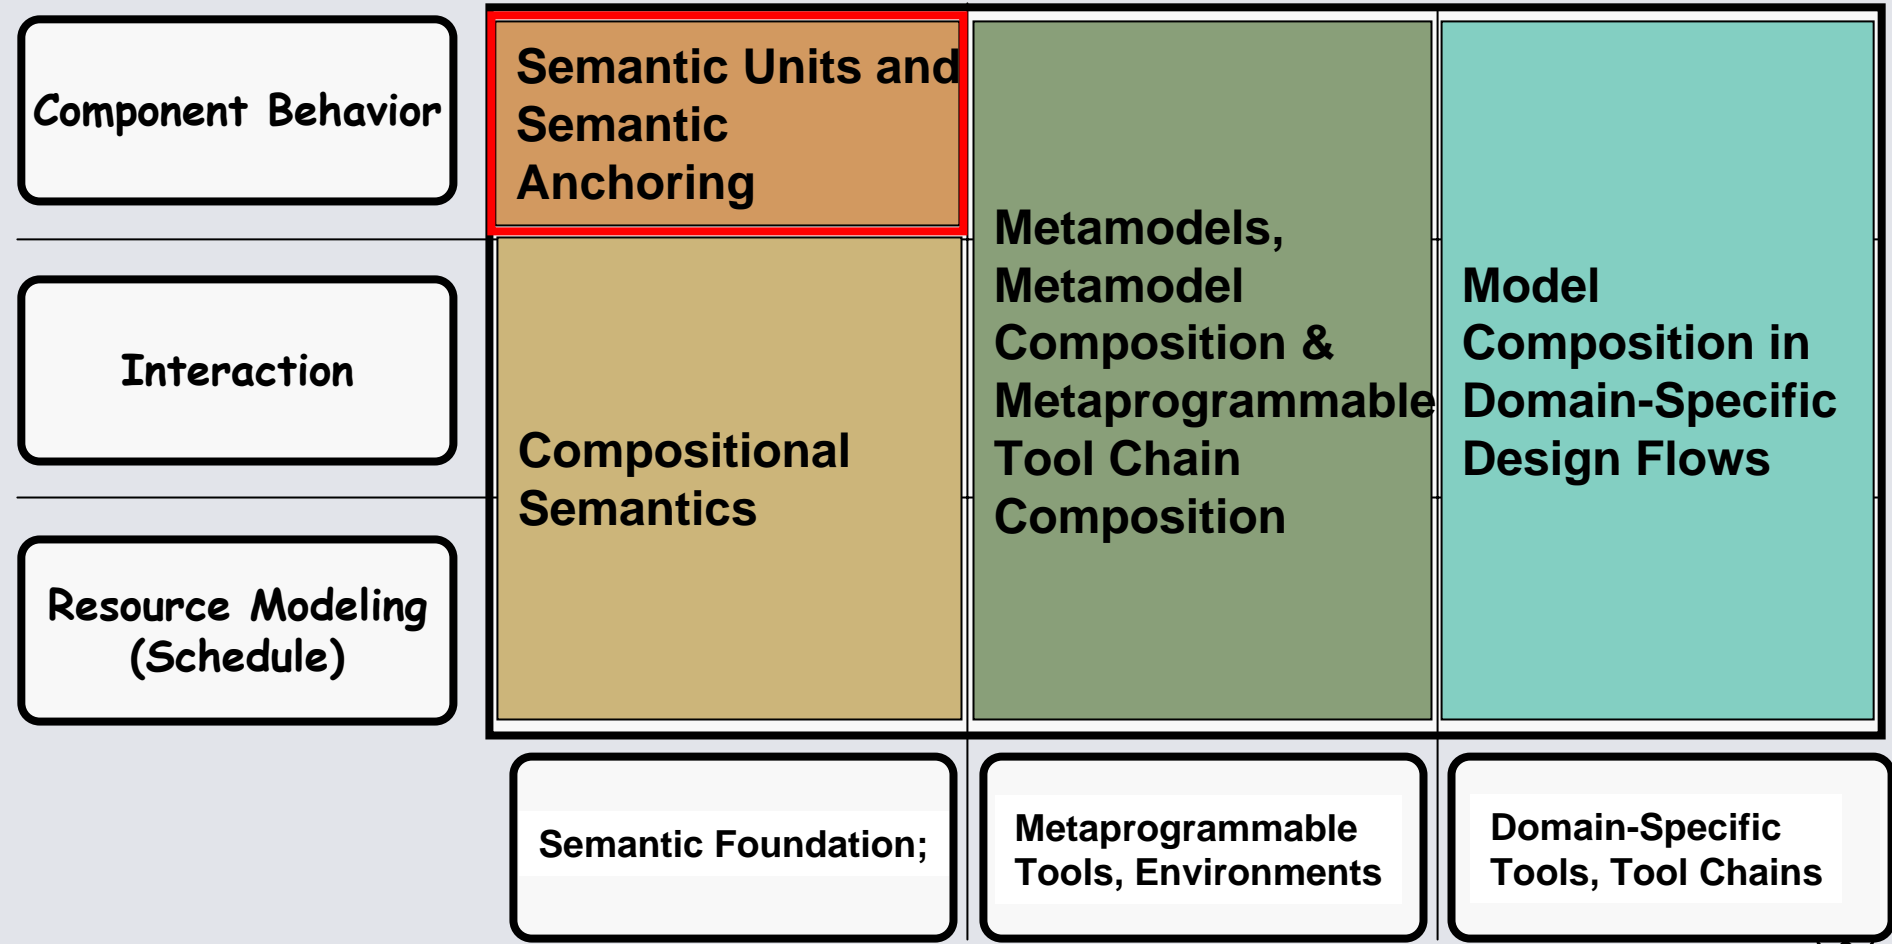 Component Behavior
Semantic Units and
Semantic
Anchoring
Metamodels,
Metamodel
Composition &
Metaprogrammable
Tool Chain
Composition
Model
Composition in
Domain-Specific
Design Flows
Interaction
Compositional
Semantics
Resource Modeling
(Schedule)
Semantic Foundation;
Metaprogrammable
Tools, Environments
Domain-Specific
Tools, Tool Chains